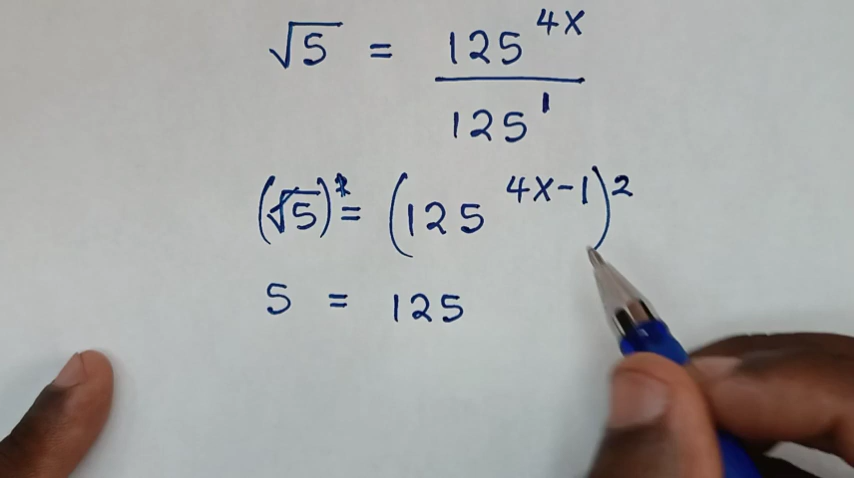 √5 = 125^4x / 125^1
(√5)^2 = (125^4x-1)^2
5 = 125